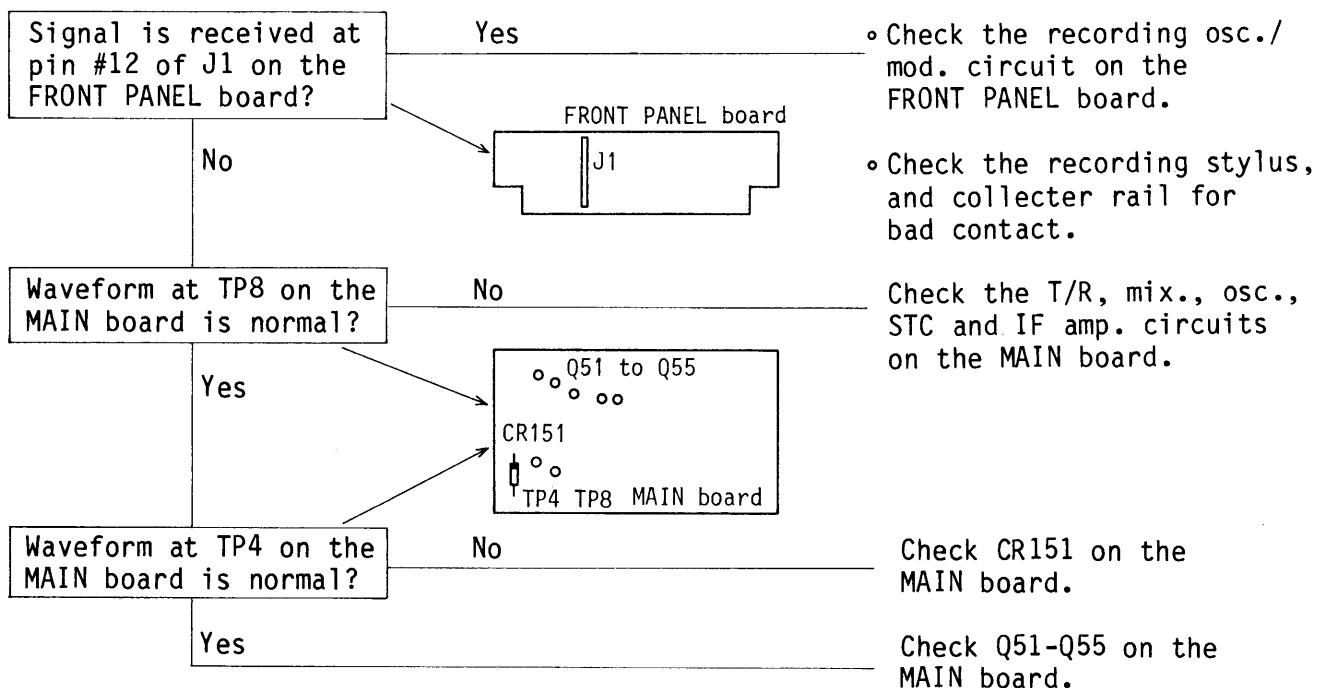 Signal is received at
pin #12 of J1 on the
FRONT PANEL board?
Yes
• Check the recording osc./
mod. circuit on the
FRONT PANEL board.
FRONT PANEL board
J1
No
• Check the recording stylus,
and collecter rail for
bad contact.
Waveform at TP8 on the
MAIN board is normal?
No
Check the T/R, mix., osc.,
STC and IF amp. circuits
on the MAIN board.
Yes
Q51 to Q55
CR151
TP4 TP8 MAIN board
Waveform at TP4 on the
MAIN board is normal?
No
Check CR151 on the
MAIN board.
Yes
Check Q51-Q55 on the
MAIN board.